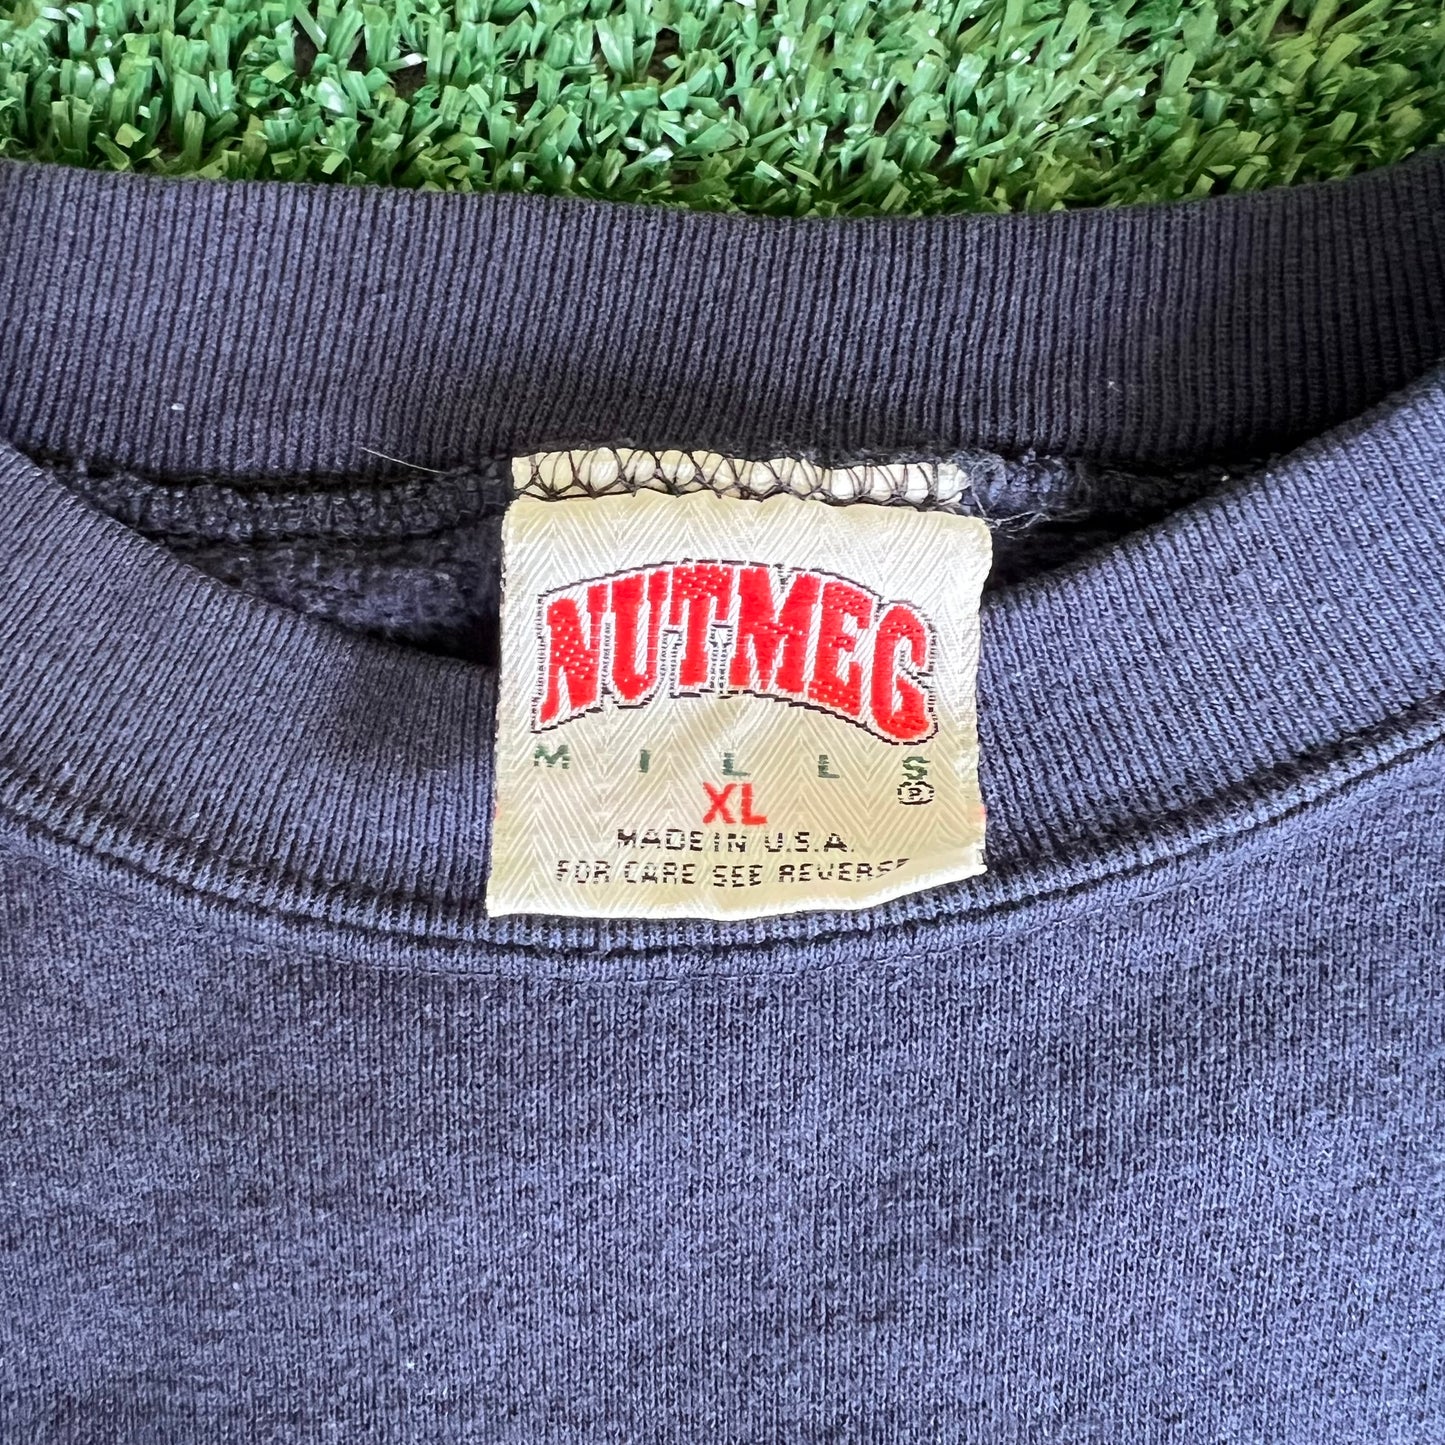 NUTMEG
MILLS
®
XL
MADE IN U.S.A.
FOR CARE SEE REVERSE